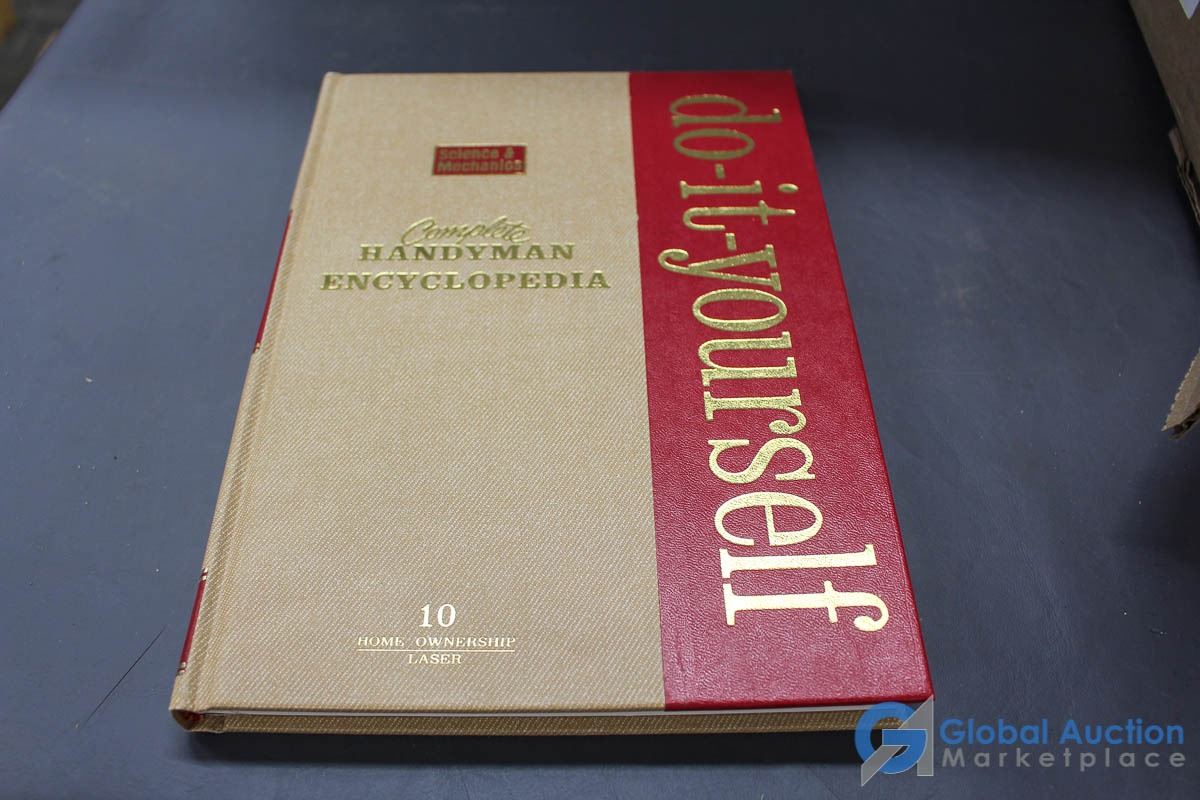 Science &
Mechanics
Complete
HANDYMAN
ENCYCLOPEDIA
do-it-yourself
10
HOME OWNERSHIP
LASER
Global Auction
Marketplace